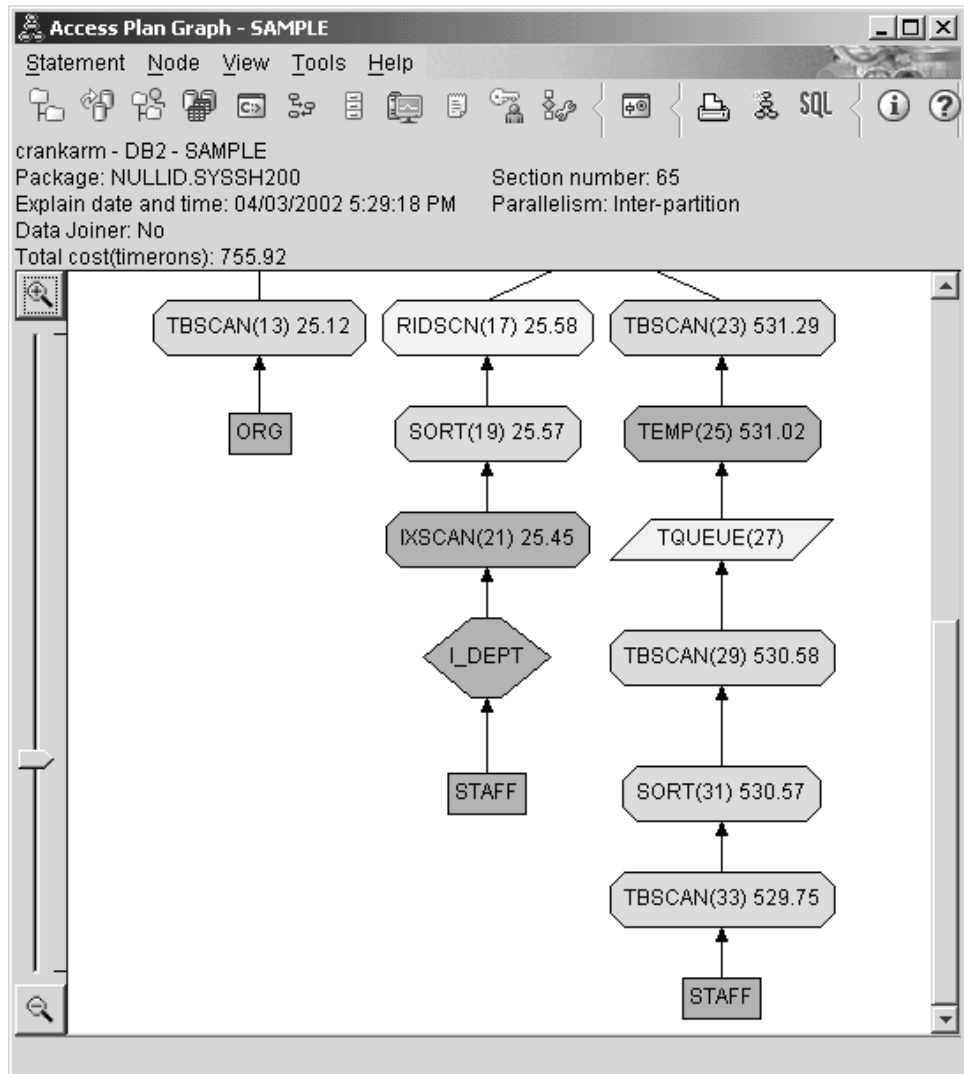 Access Plan Graph - SAMPLE
Statement Node View Tools Help
C:> SQL i ?
crankarm - DB2 - SAMPLE
Package: NULLID.SYSSH200 Section number: 65
Explain date and time: 04/03/2002 5:29:18 PM Parallelism: Inter-partition
Data Joiner: No
Total cost(timerons): 755.92
TBSCAN(13) 25.12 RIDSCN(17) 25.58 TBSCAN(23) 531.29
ORG SORT(19) 25.57 TEMP(25) 531.02
IXSCAN(21) 25.45 TQUEUE(27)
I_DEPT TBSCAN(29) 530.58
STAFF SORT(31) 530.57
TBSCAN(33) 529.75
STAFF